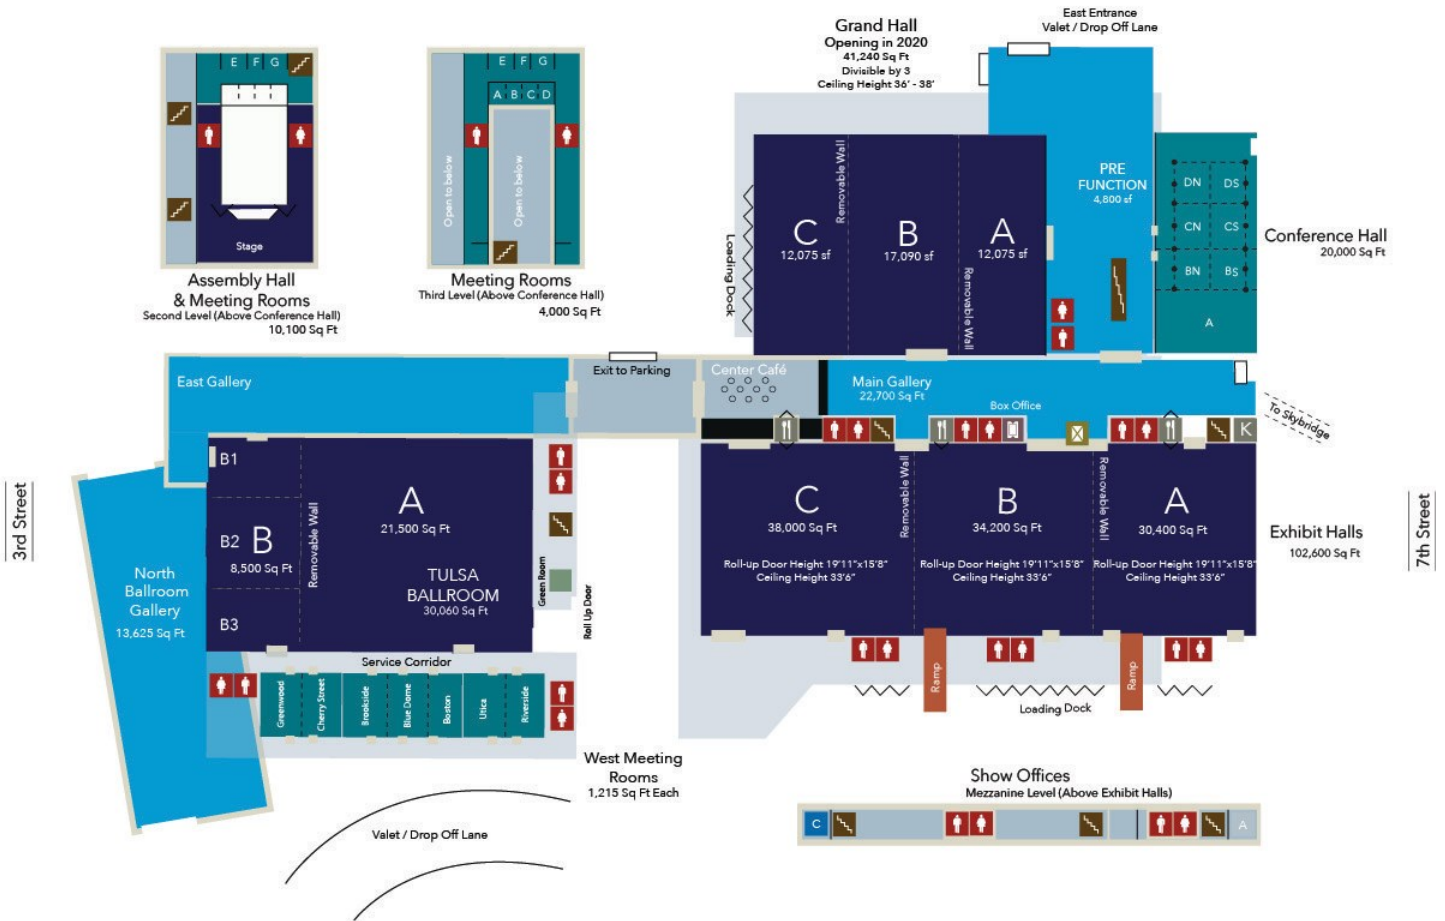 Grand Hall
Opening in 2020
41,240 Sq Ft
Divisible by 3
Ceiling Height 36' - 38'
East Entrance
Valet / Drop Off Lane
E F G
Stage
Assembly Hall
& Meeting Rooms
Second Level (Above Conference Hall)
10,100 Sq Ft
E F G
A B C D
Open to below
Open to below
Meeting Rooms
Third Level (Above Conference Hall)
4,000 Sq Ft
Loading Dock
C
12,075 sf
Removable Wall
B
17,090 sf
A
12,075 sf
Removable Wall
PRE
FUNCTION
4,800 sf
DN DS
CN CS
BN BS
A
Conference Hall
20,000 Sq Ft
East Gallery
Exit to Parking
Center Café
Main Gallery
22,700 Sq Ft
Box Office
K
To Skybridge
3rd Street
7th Street
B1
B2
B
8,500 Sq Ft
B3
Removable Wall
A
21,500 Sq Ft
TULSA
BALLROOM
30,060 Sq Ft
Green Room
Roll Up Door
North
Ballroom
Gallery
13,625 Sq Ft
Service Corridor
Greenwood
Cherry Street
Brookside
Blue Dome
Boston
Utica
Riverside
West Meeting
Rooms
1,215 Sq Ft Each
Valet / Drop Off Lane
C
38,000 Sq Ft
Roll-up Door Height 19'11"x15'8"
Ceiling Height 33'6"
Removable Wall
B
34,200 Sq Ft
Roll-up Door Height 19'11"x15'8"
Ceiling Height 33'6"
Removable Wall
A
30,400 Sq Ft
Roll-up Door Height 19'11"x15'8"
Ceiling Height 33'6"
Exhibit Halls
102,600 Sq Ft
Ramp
Ramp
Loading Dock
Show Offices
Mezzanine Level (Above Exhibit Halls)
C
A